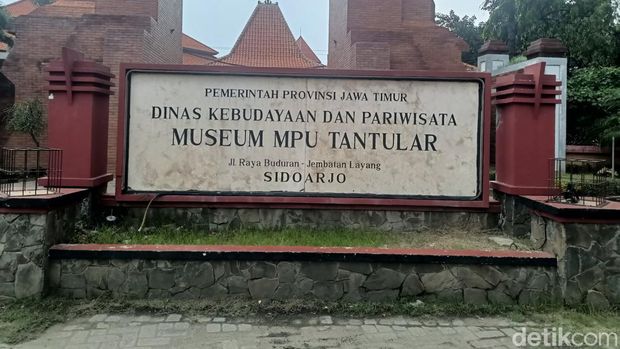 PEMERINTAH PROVINSI JAWA TIMUR
DINAS KEBUDAYAAN DAN PARIWISATA
MUSEUM MPU TANTULAR
Jl. Raya Buduran - Jembatan Layang
SIDOARJO
detikcom